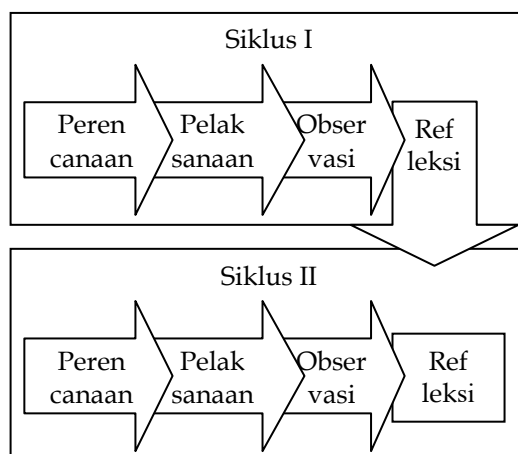 Siklus I
Peren
canaan
Pelak
sanaan
Obser
vasi
Ref
leksi
Siklus II
Peren
canaan
Pelak
sanaan
Obser
vasi
Ref
leksi